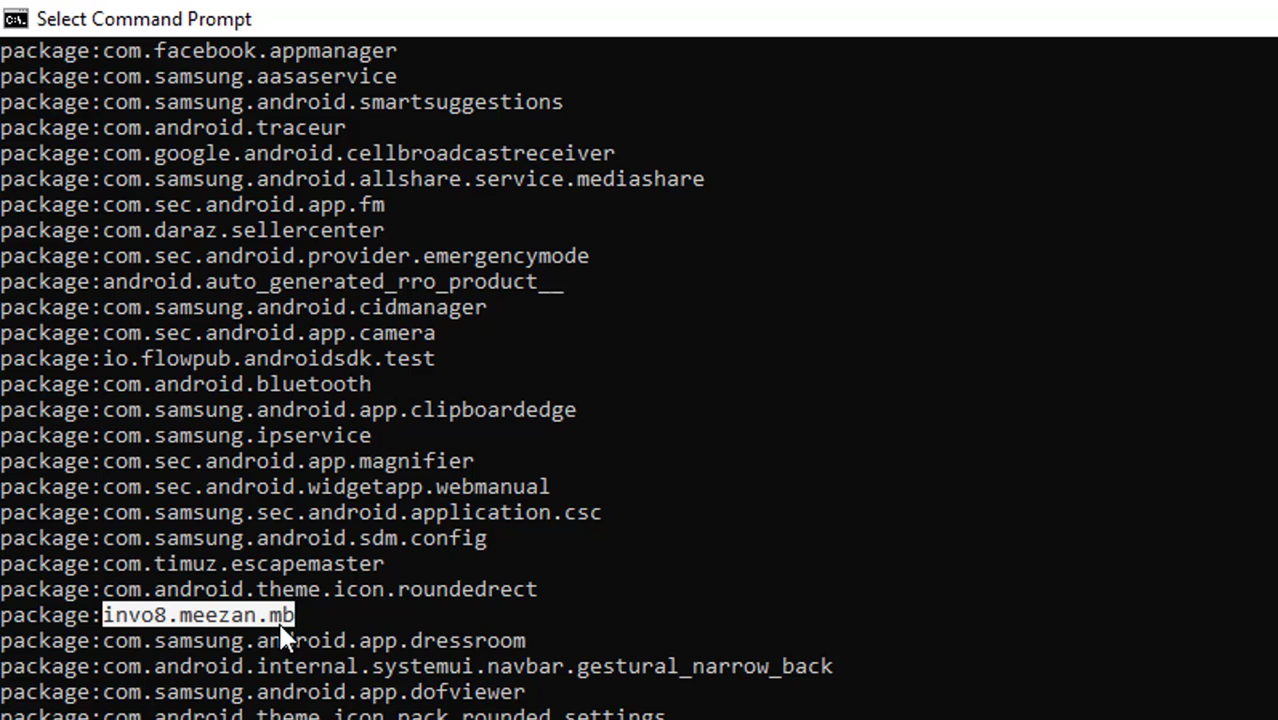 Select Command Prompt
package:com.facebook.appmanager
package:com.samsung.aasaservice
package:com.samsung.android.smartsuggestions
package:com.android.traceur
package:com.google.android.cellbroadcastreceiver
package:com.samsung.android.allshare.service.mediashare
package:com.sec.android.app.fm
package:com.daraz.sellercenter
package:com.sec.android.provider.emergencymode
package:android.auto_generated_rro_product__
package:com.samsung.android.cidmanager
package:com.sec.android.app.camera
package:io.flowpub.androidsdk.test
package:com.android.bluetooth
package:com.samsung.android.app.clipboardedge
package:com.samsung.ipservice
package:com.sec.android.app.magnifier
package:com.sec.android.widgetapp.webmanual
package:com.samsung.sec.android.application.csc
package:com.samsung.android.sdm.config
package:com.timuz.escapemaster
package:com.android.theme.icon.roundedrect
package:invo8.meezan.mb
package:com.samsung.android.app.dressroom
package:com.android.internal.systemui.navbar.gestural_narrow_back
package:com.samsung.android.app.dofviewer
package:com.android.theme.icon_pack.rounded.settings